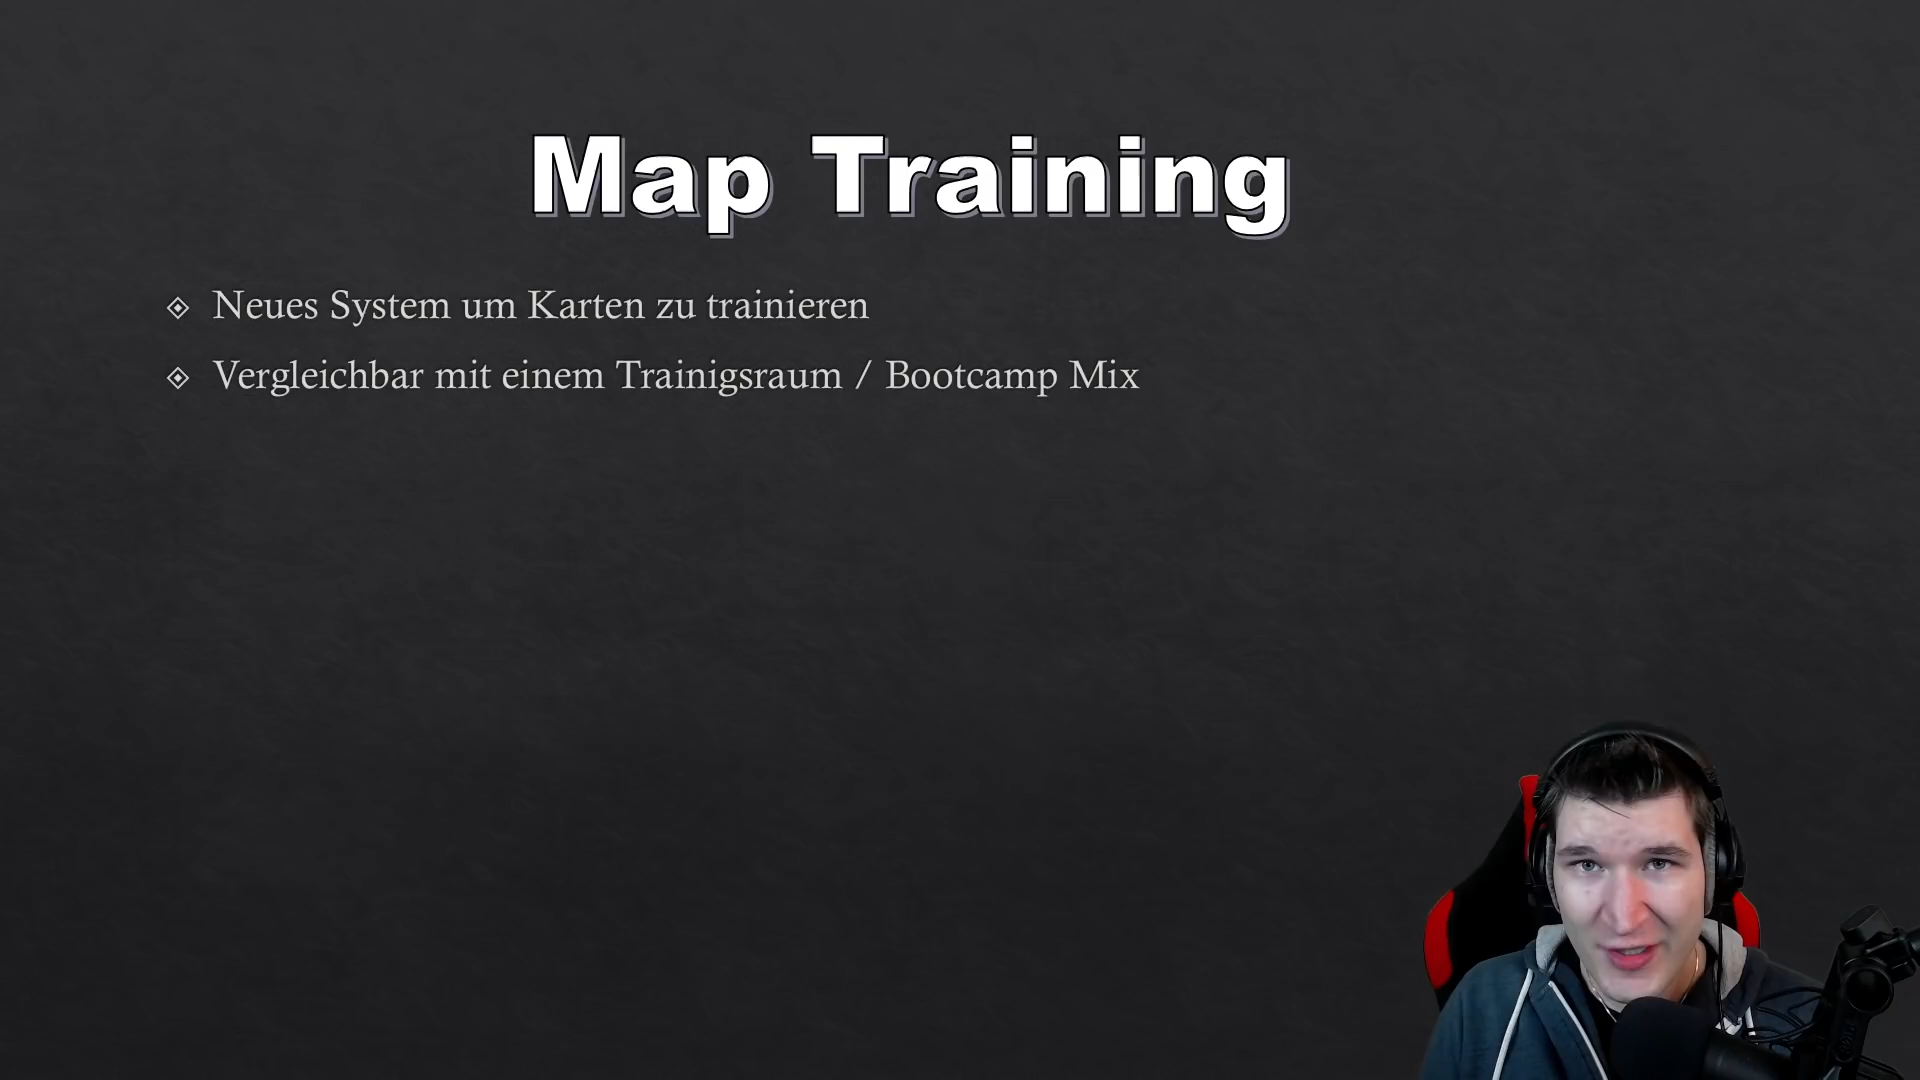 Map Training
Neues System um Karten zu trainieren
Vergleichbar mit einem Trainigsraum / Bootcamp Mix